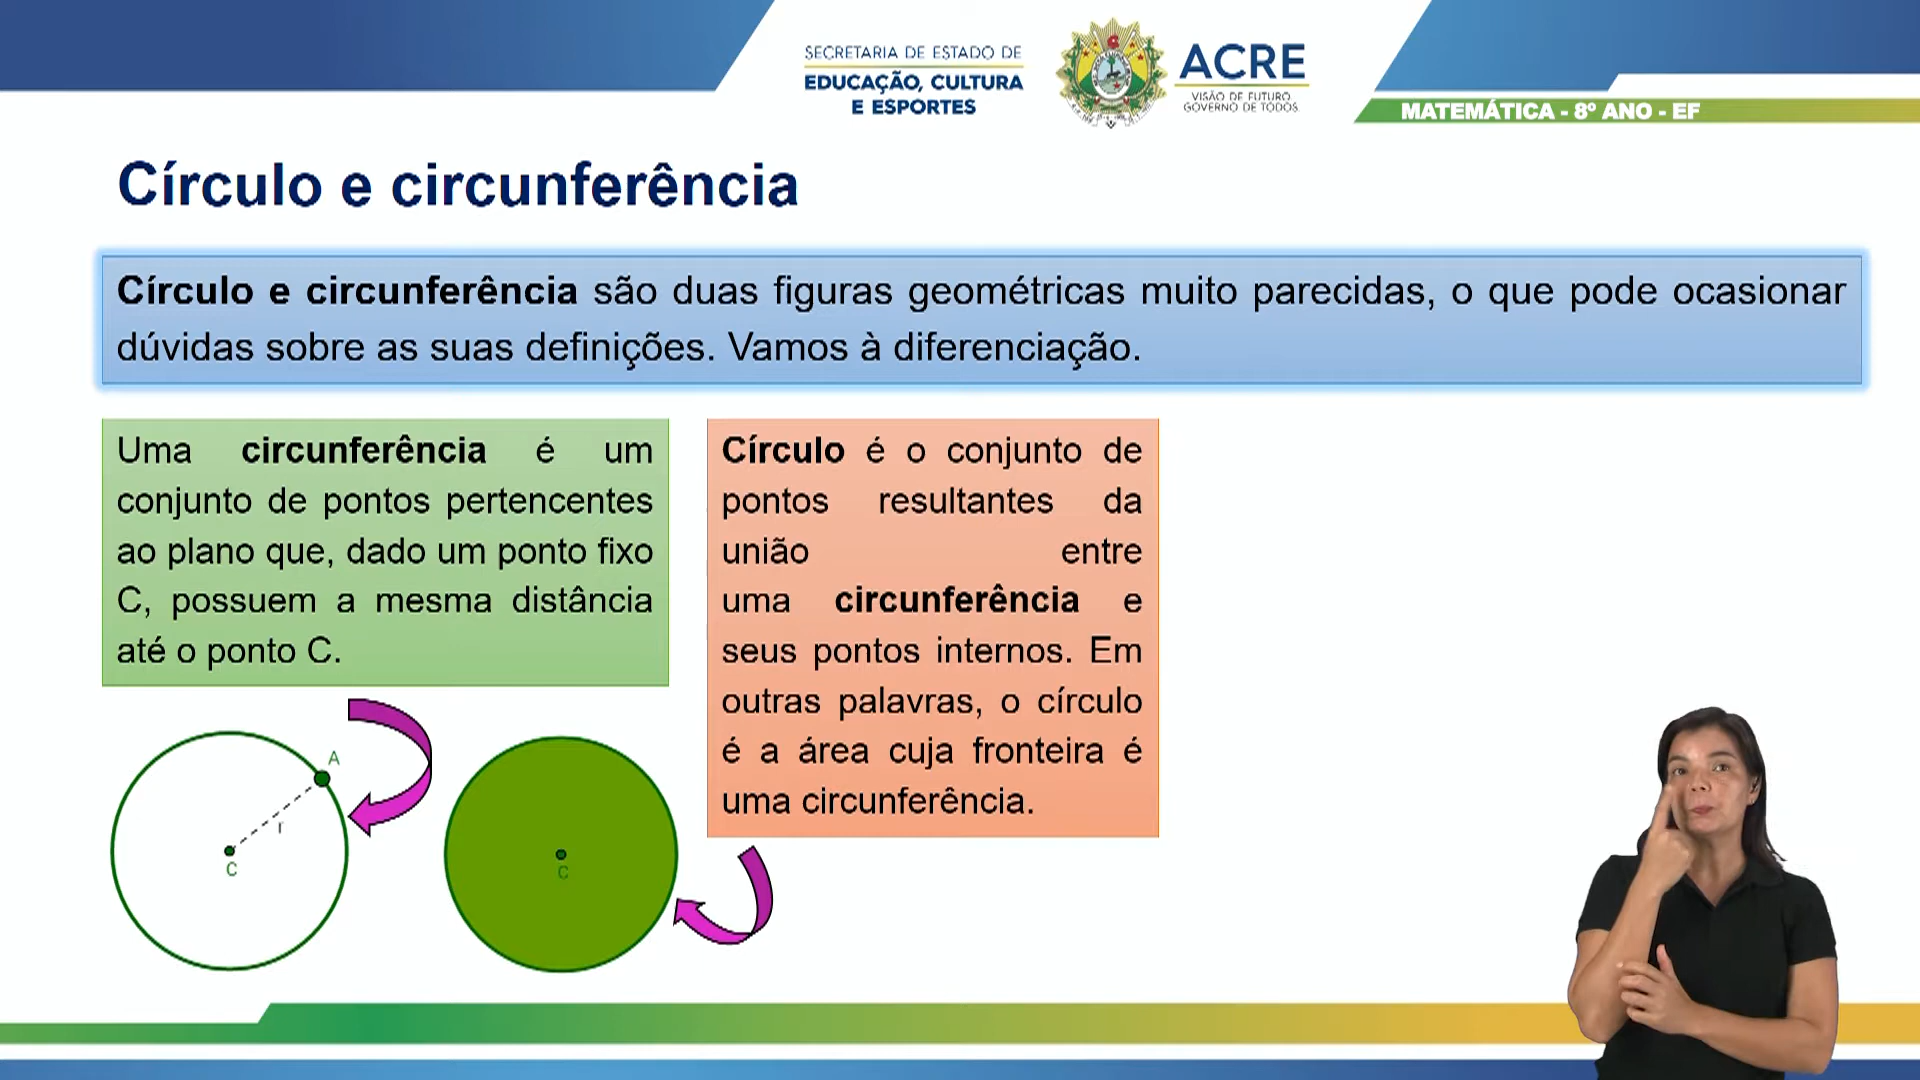 SECRETARIA DE ESTADO DE
EDUCAÇÃO, CULTURA
E ESPORTES
ACRE
VISÃO DE FUTURO
GOVERNO DE TODOS
MATEMÁTICA - 8º ANO - EF
Círculo e circunferência
Círculo e circunferência são duas figuras geométricas muito parecidas, o que pode ocasionar
dúvidas sobre as suas definições. Vamos à diferenciação.
Uma circunferência é um
conjunto de pontos pertencentes
ao plano que, dado um ponto fixo
C, possuem a mesma distância
até o ponto C.
Círculo é o conjunto de
pontos resultantes da
união entre
uma circunferência e
seus pontos internos. Em
outras palavras, o círculo
é a área cuja fronteira é
uma circunferência.
A
r
C
C